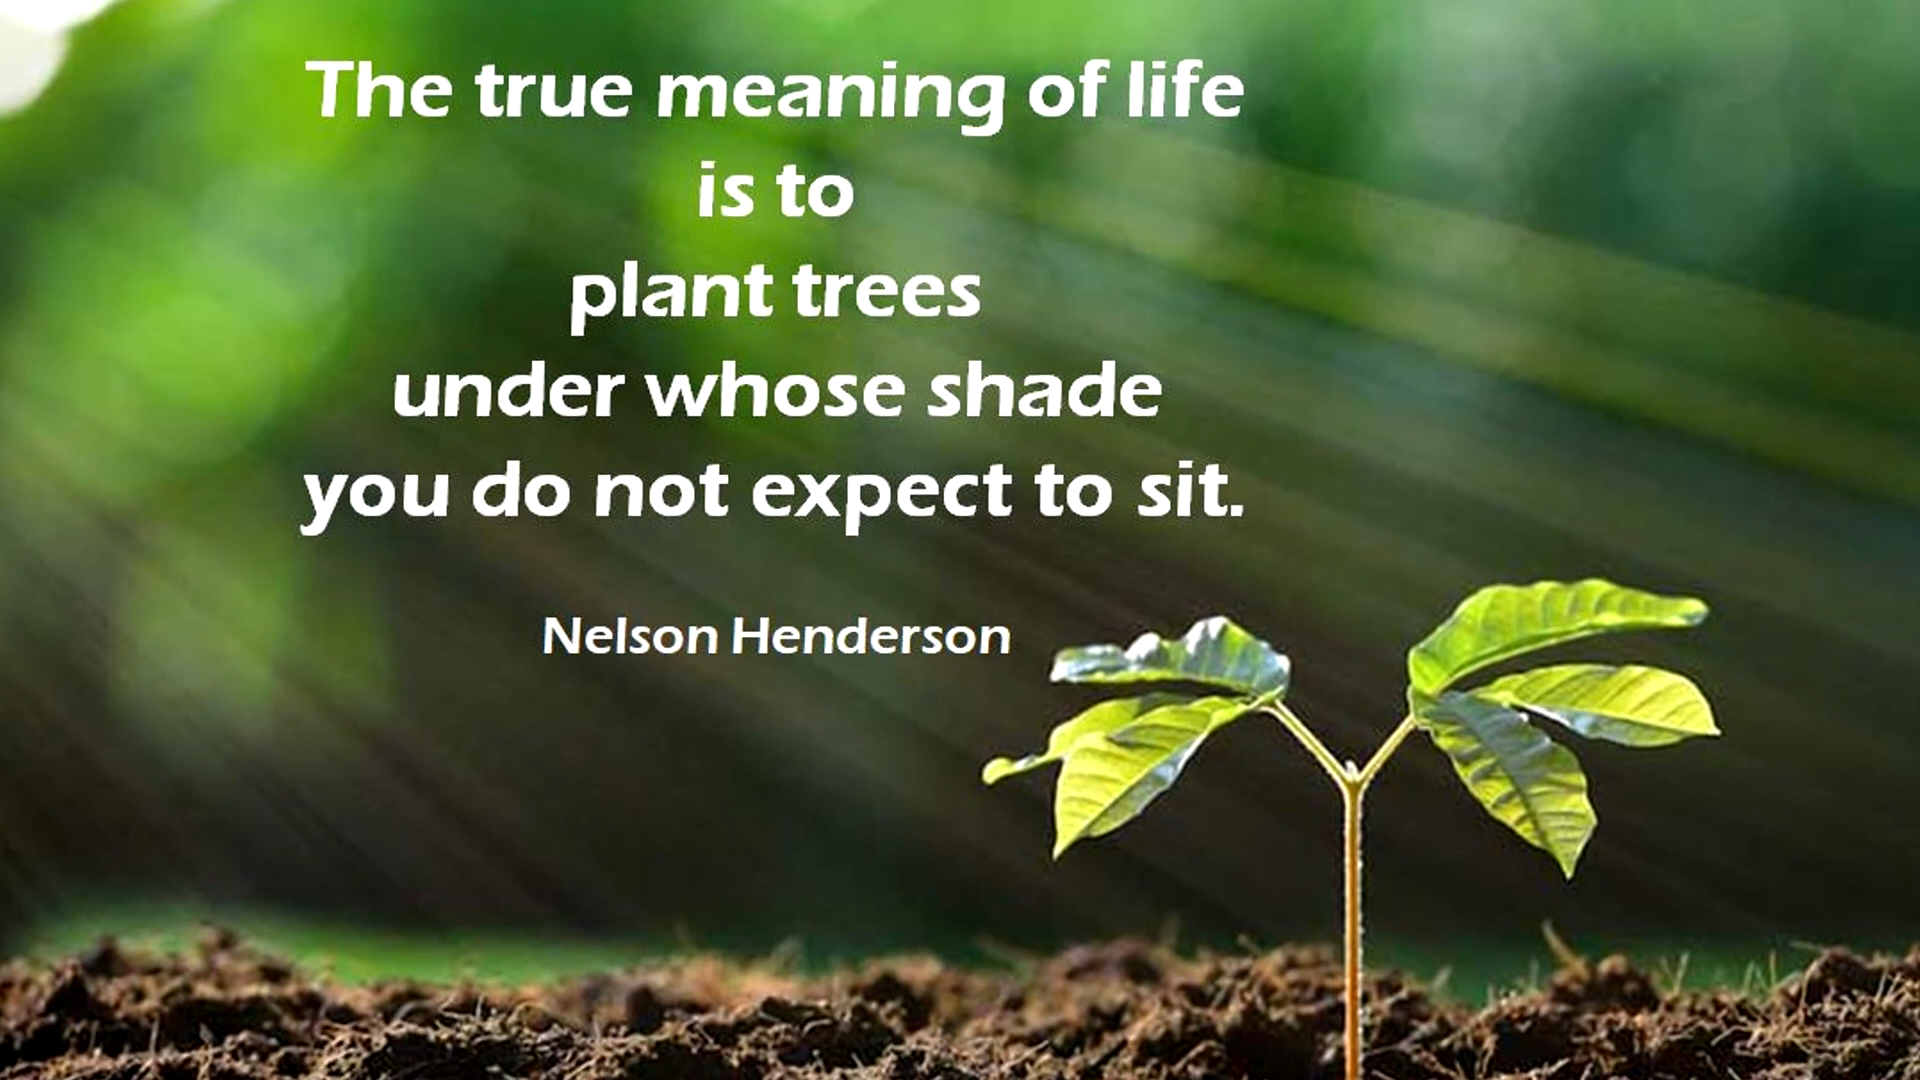 The true meaning of life
is to
plant trees
under whose shade
you do not expect to sit.
Nelson Henderson